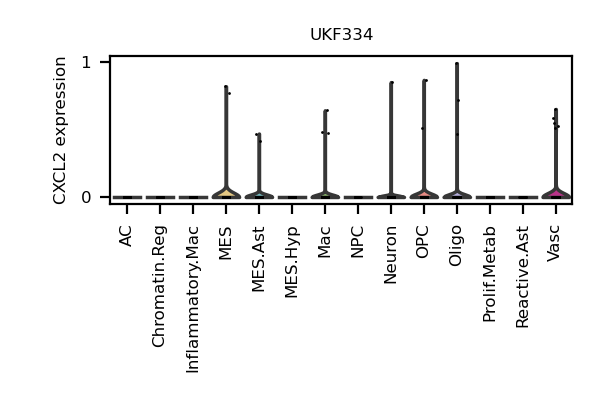 UKF334
CXCL2 expression
1
0
AC
Chromatin.Reg
Inflammatory.Mac
MES
MES.Ast
MES.Hyp
Mac
NPC
Neuron
OPC
Oligo
Prolif.Metab
Reactive.Ast
Vasc